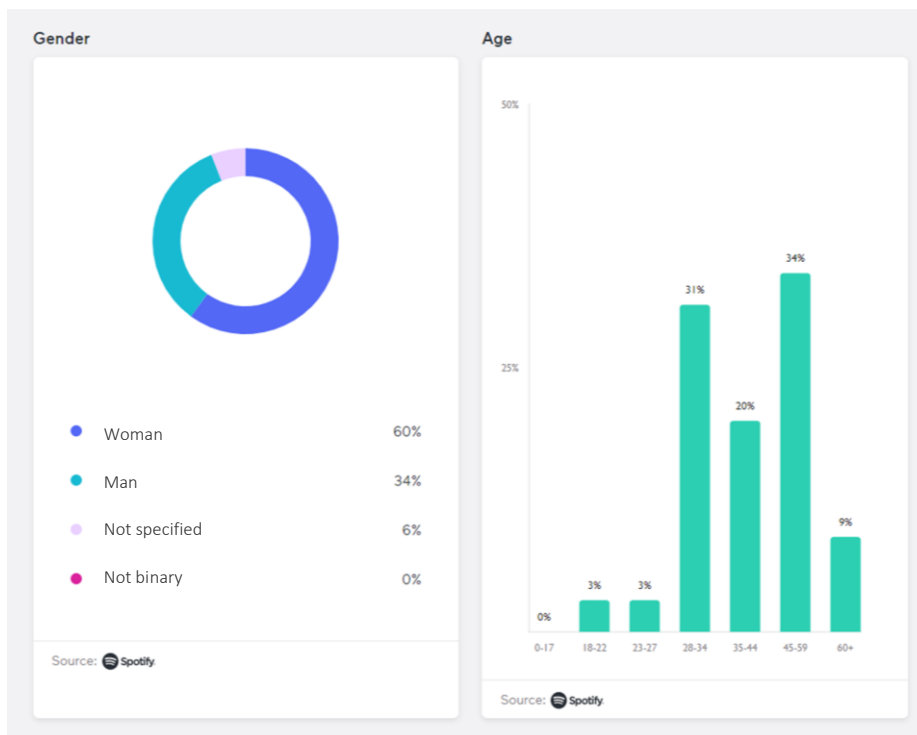 Gender
Woman 60%
Man 34%
Not specified 6%
Not binary 0%
Source: Spotify
Age
50%
25%
0%
3%
3%
31%
20%
34%
9%
0-17 18-22 23-27 28-34 35-44 45-59 60+
Source: Spotify